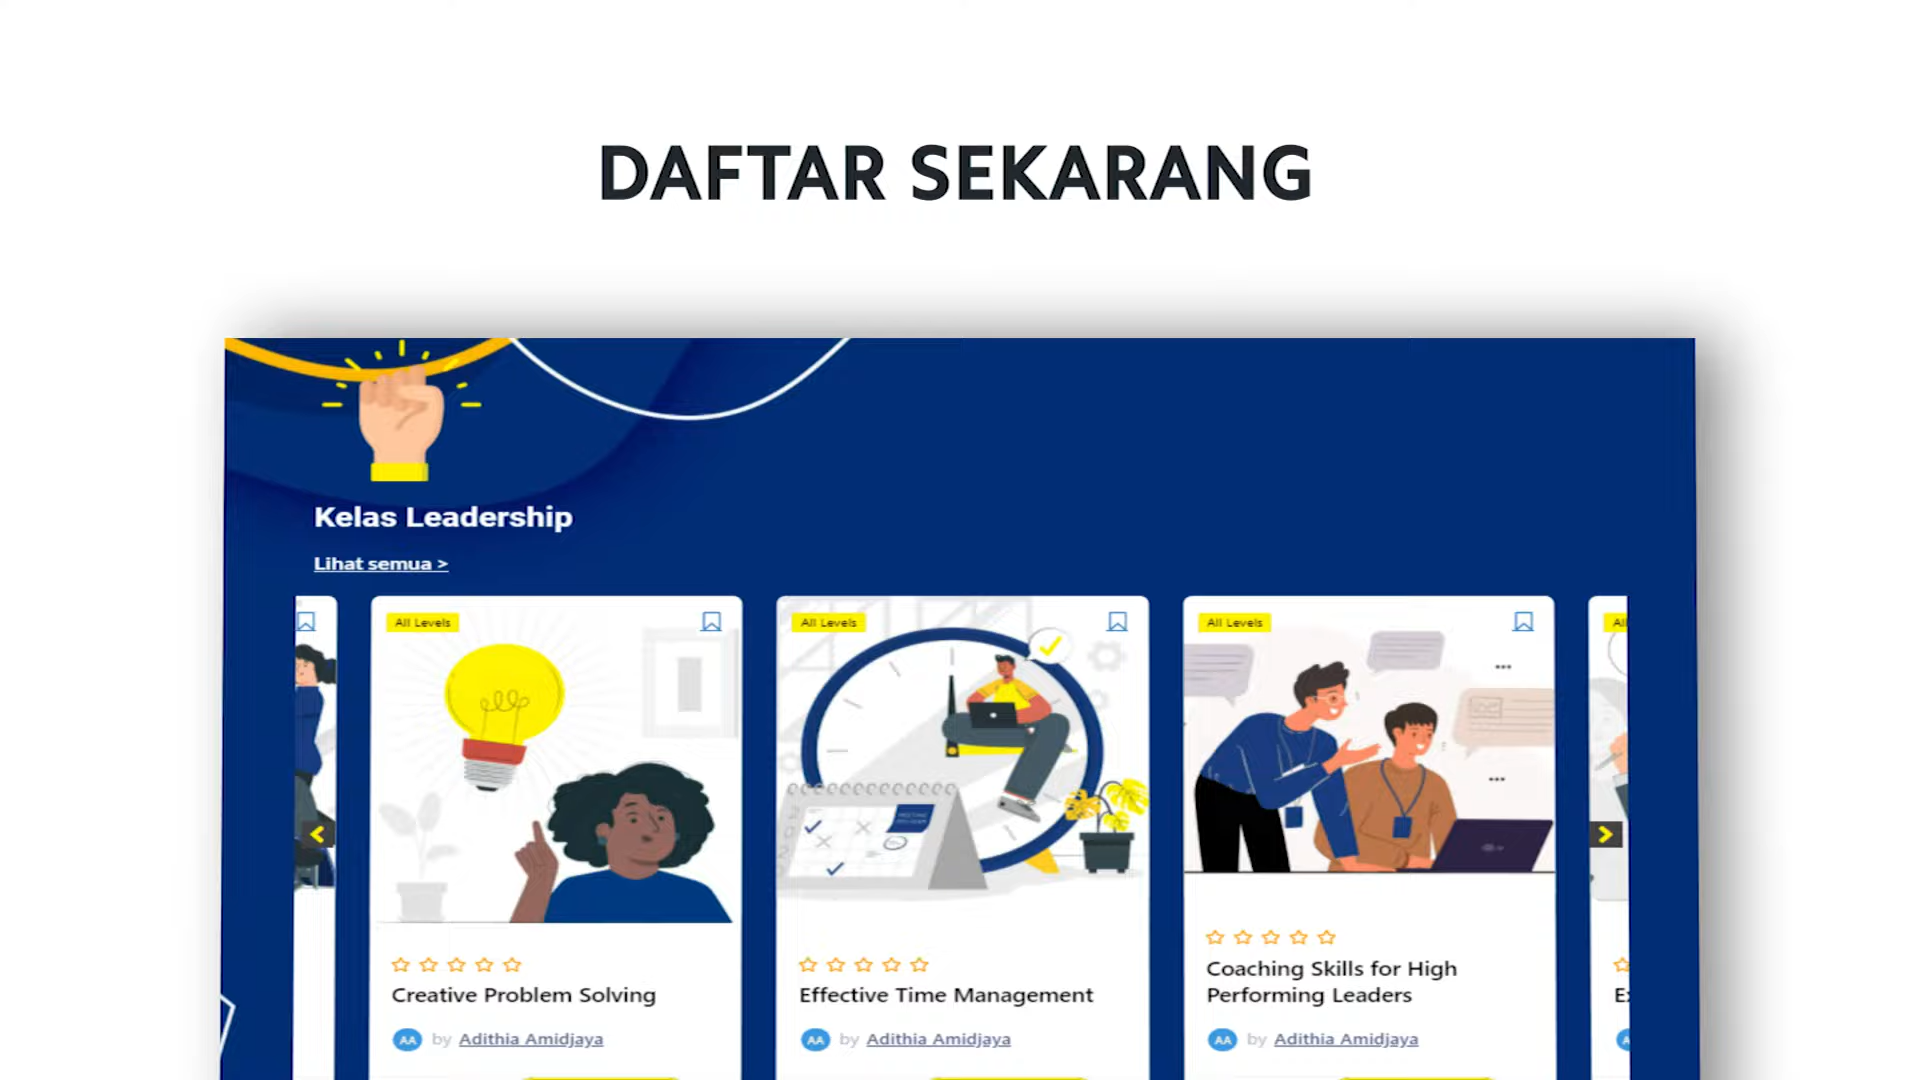 DAFTAR SEKARANG
Kelas Leadership
Lihat semua >
All Levels
All Levels
All Levels
Creative Problem Solving
AA by Adithia Amidjaya
Effective Time Management
AA by Adithia Amidjaya
Coaching Skills for High
Performing Leaders
AA by Adithia Amidjaya